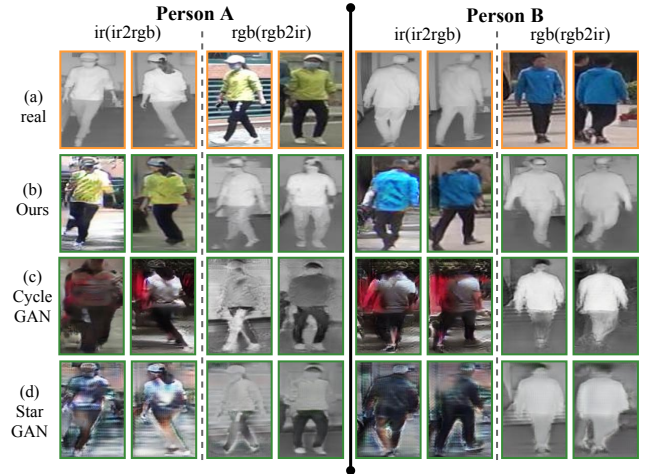 Person A
Person B
ir(ir2rgb)
rgb(rgb2ir)
ir(ir2rgb)
rgb(rgb2ir)
(a)
real
(b)
Ours
(c)
Cycle
GAN
(d)
Star
GAN